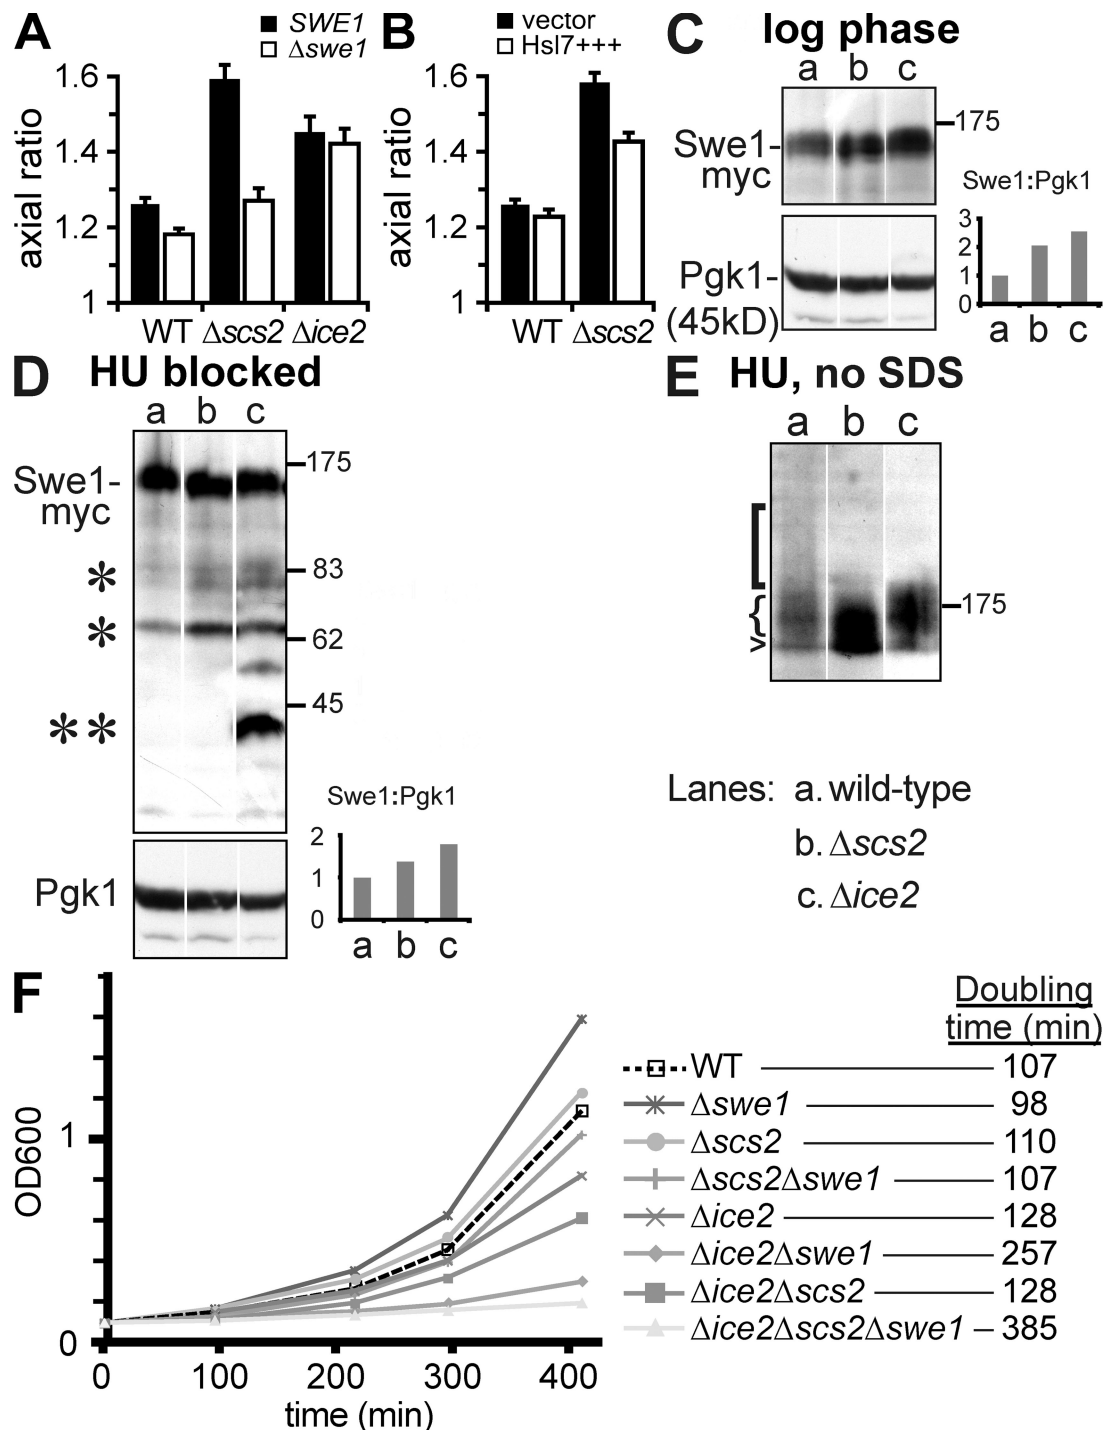 A
SWE1
Δswe1
axial ratio
1.6
1.4
1.2
1
WT Δscs2 Δice2
B
vector
Hsl7+++
axial ratio
1.6
1.4
1.2
1
WT Δscs2
C log phase
a b c
Swe1-
myc
175
Pgk1-
(45kD)
Swe1:Pgk1
3
2
1
0
a b c
D HU blocked
a b c
Swe1-
myc
175
* 83
* 62
45
**
Pgk1
Swe1:Pgk1
2
1
0
a b c
E HU, no SDS
a b c
[
{
>
175
Lanes: a. wild-type
b. Δscs2
c. Δice2
F
OD600
1
0
0 100 200 300 400
time (min)
Doubling
time (min)
WT 107
Δswe1 98
Δscs2 110
Δscs2Δswe1 107
Δice2 128
Δice2Δswe1 257
Δice2Δscs2 128
Δice2Δscs2Δswe1 385